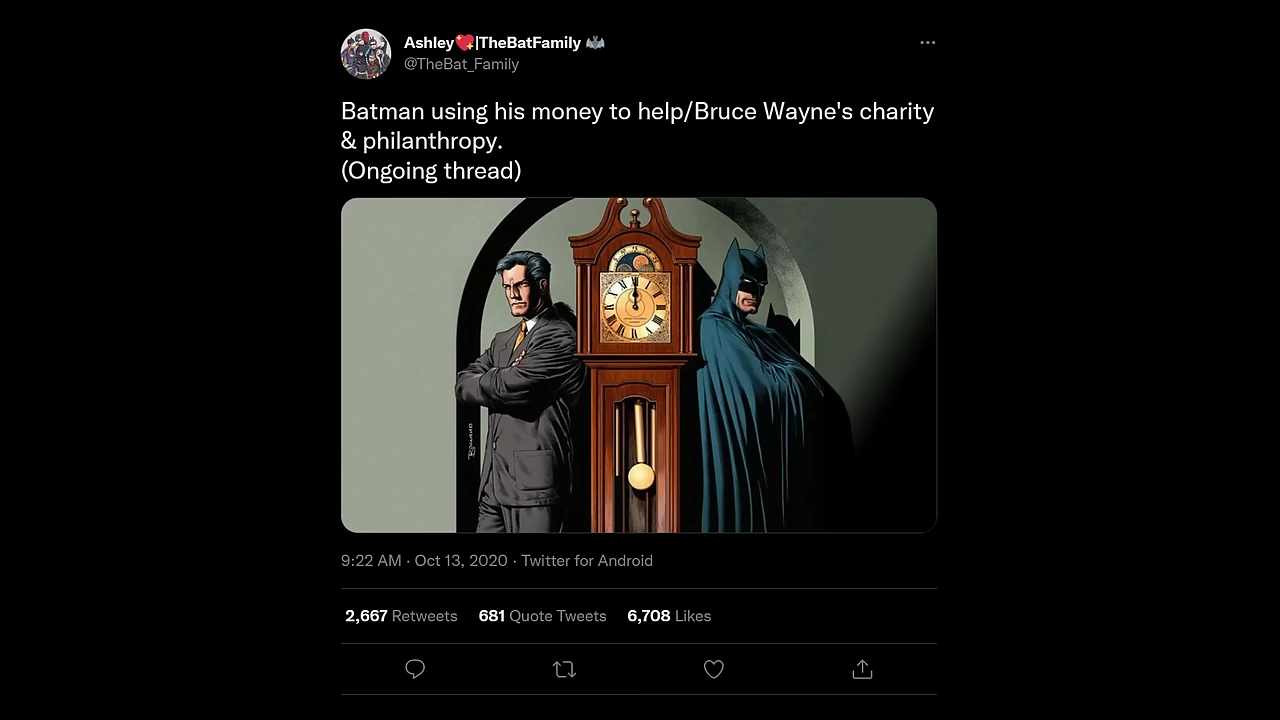 Ashley💖|TheBatFamily 🦇
@TheBat_Family
Batman using his money to help/Bruce Wayne's charity
& philanthropy.
(Ongoing thread)
9:22 AM · Oct 13, 2020 · Twitter for Android
2,667 Retweets 681 Quote Tweets 6,708 Likes